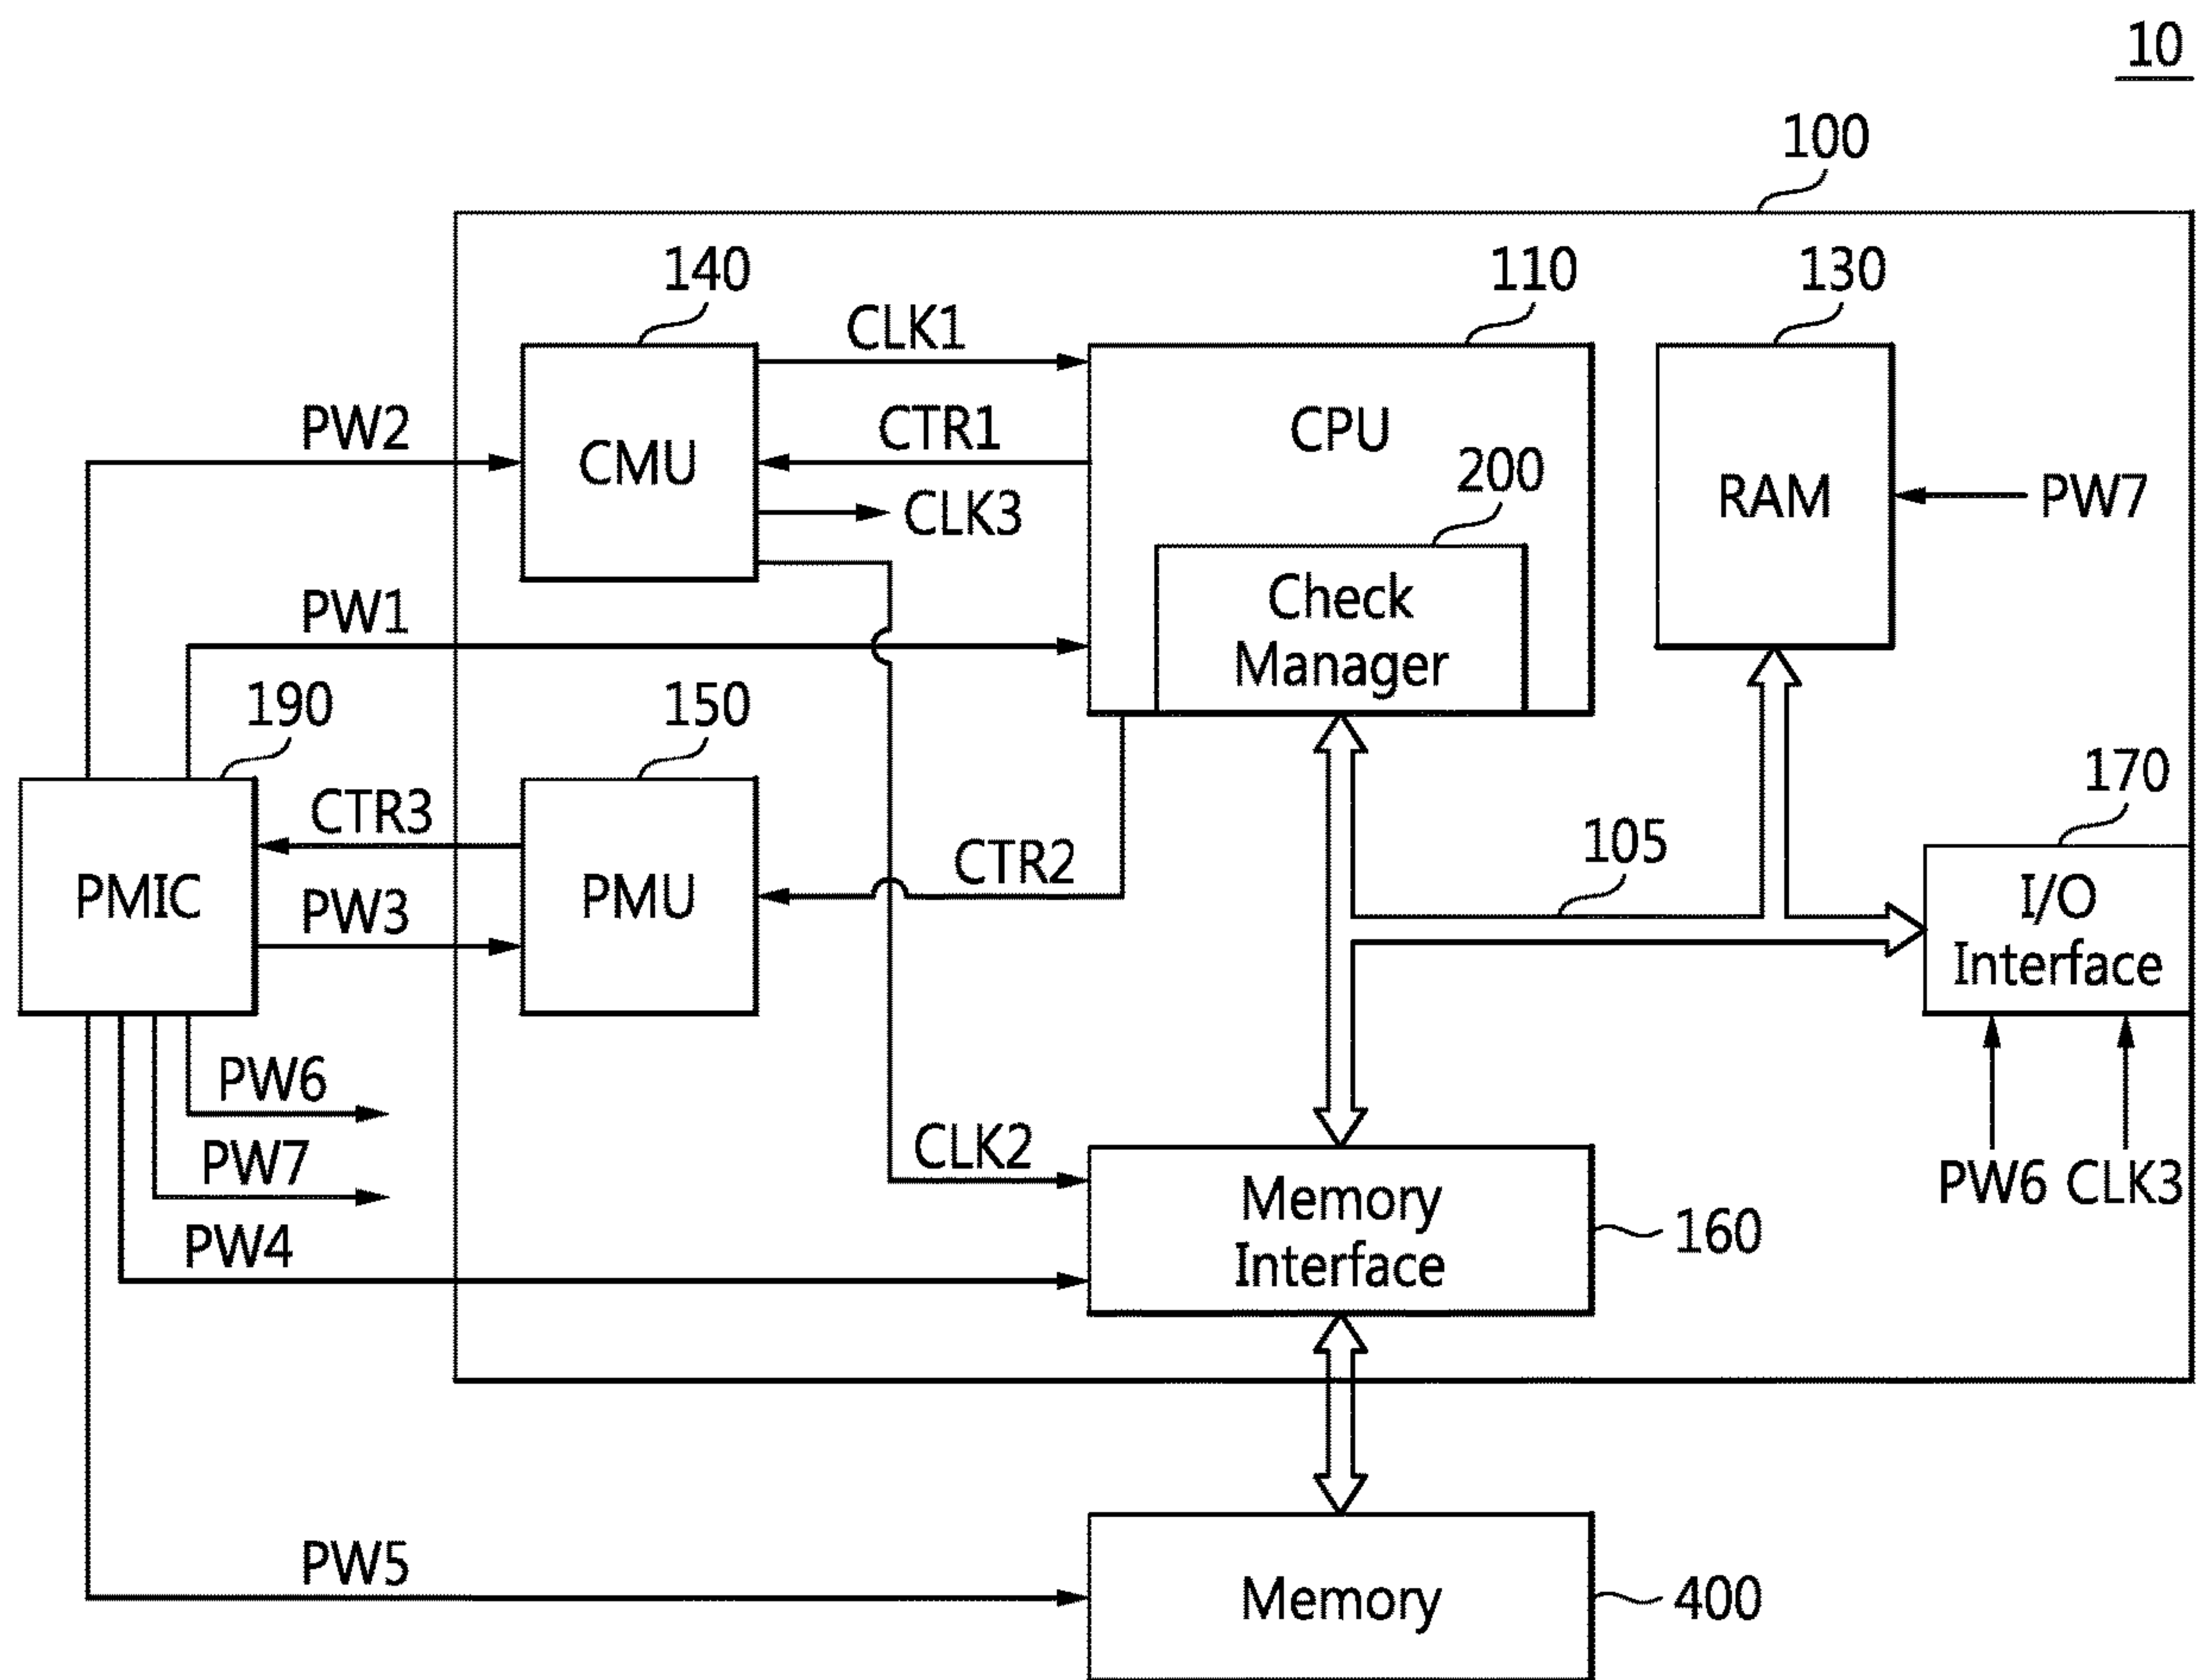 10
100
140
110
130
CLK1
PW2
CTR1
CPU
CMU
200
RAM
PW7
CLK3
PW1
Check
Manager
190
150
170
CTR3
105
CTR2
PMIC
PMU
I/O
Interface
PW3
PW6
CLK2
PW7
PW6
CLK3
Memory
Interface
160
PW4
PW5
Memory
400